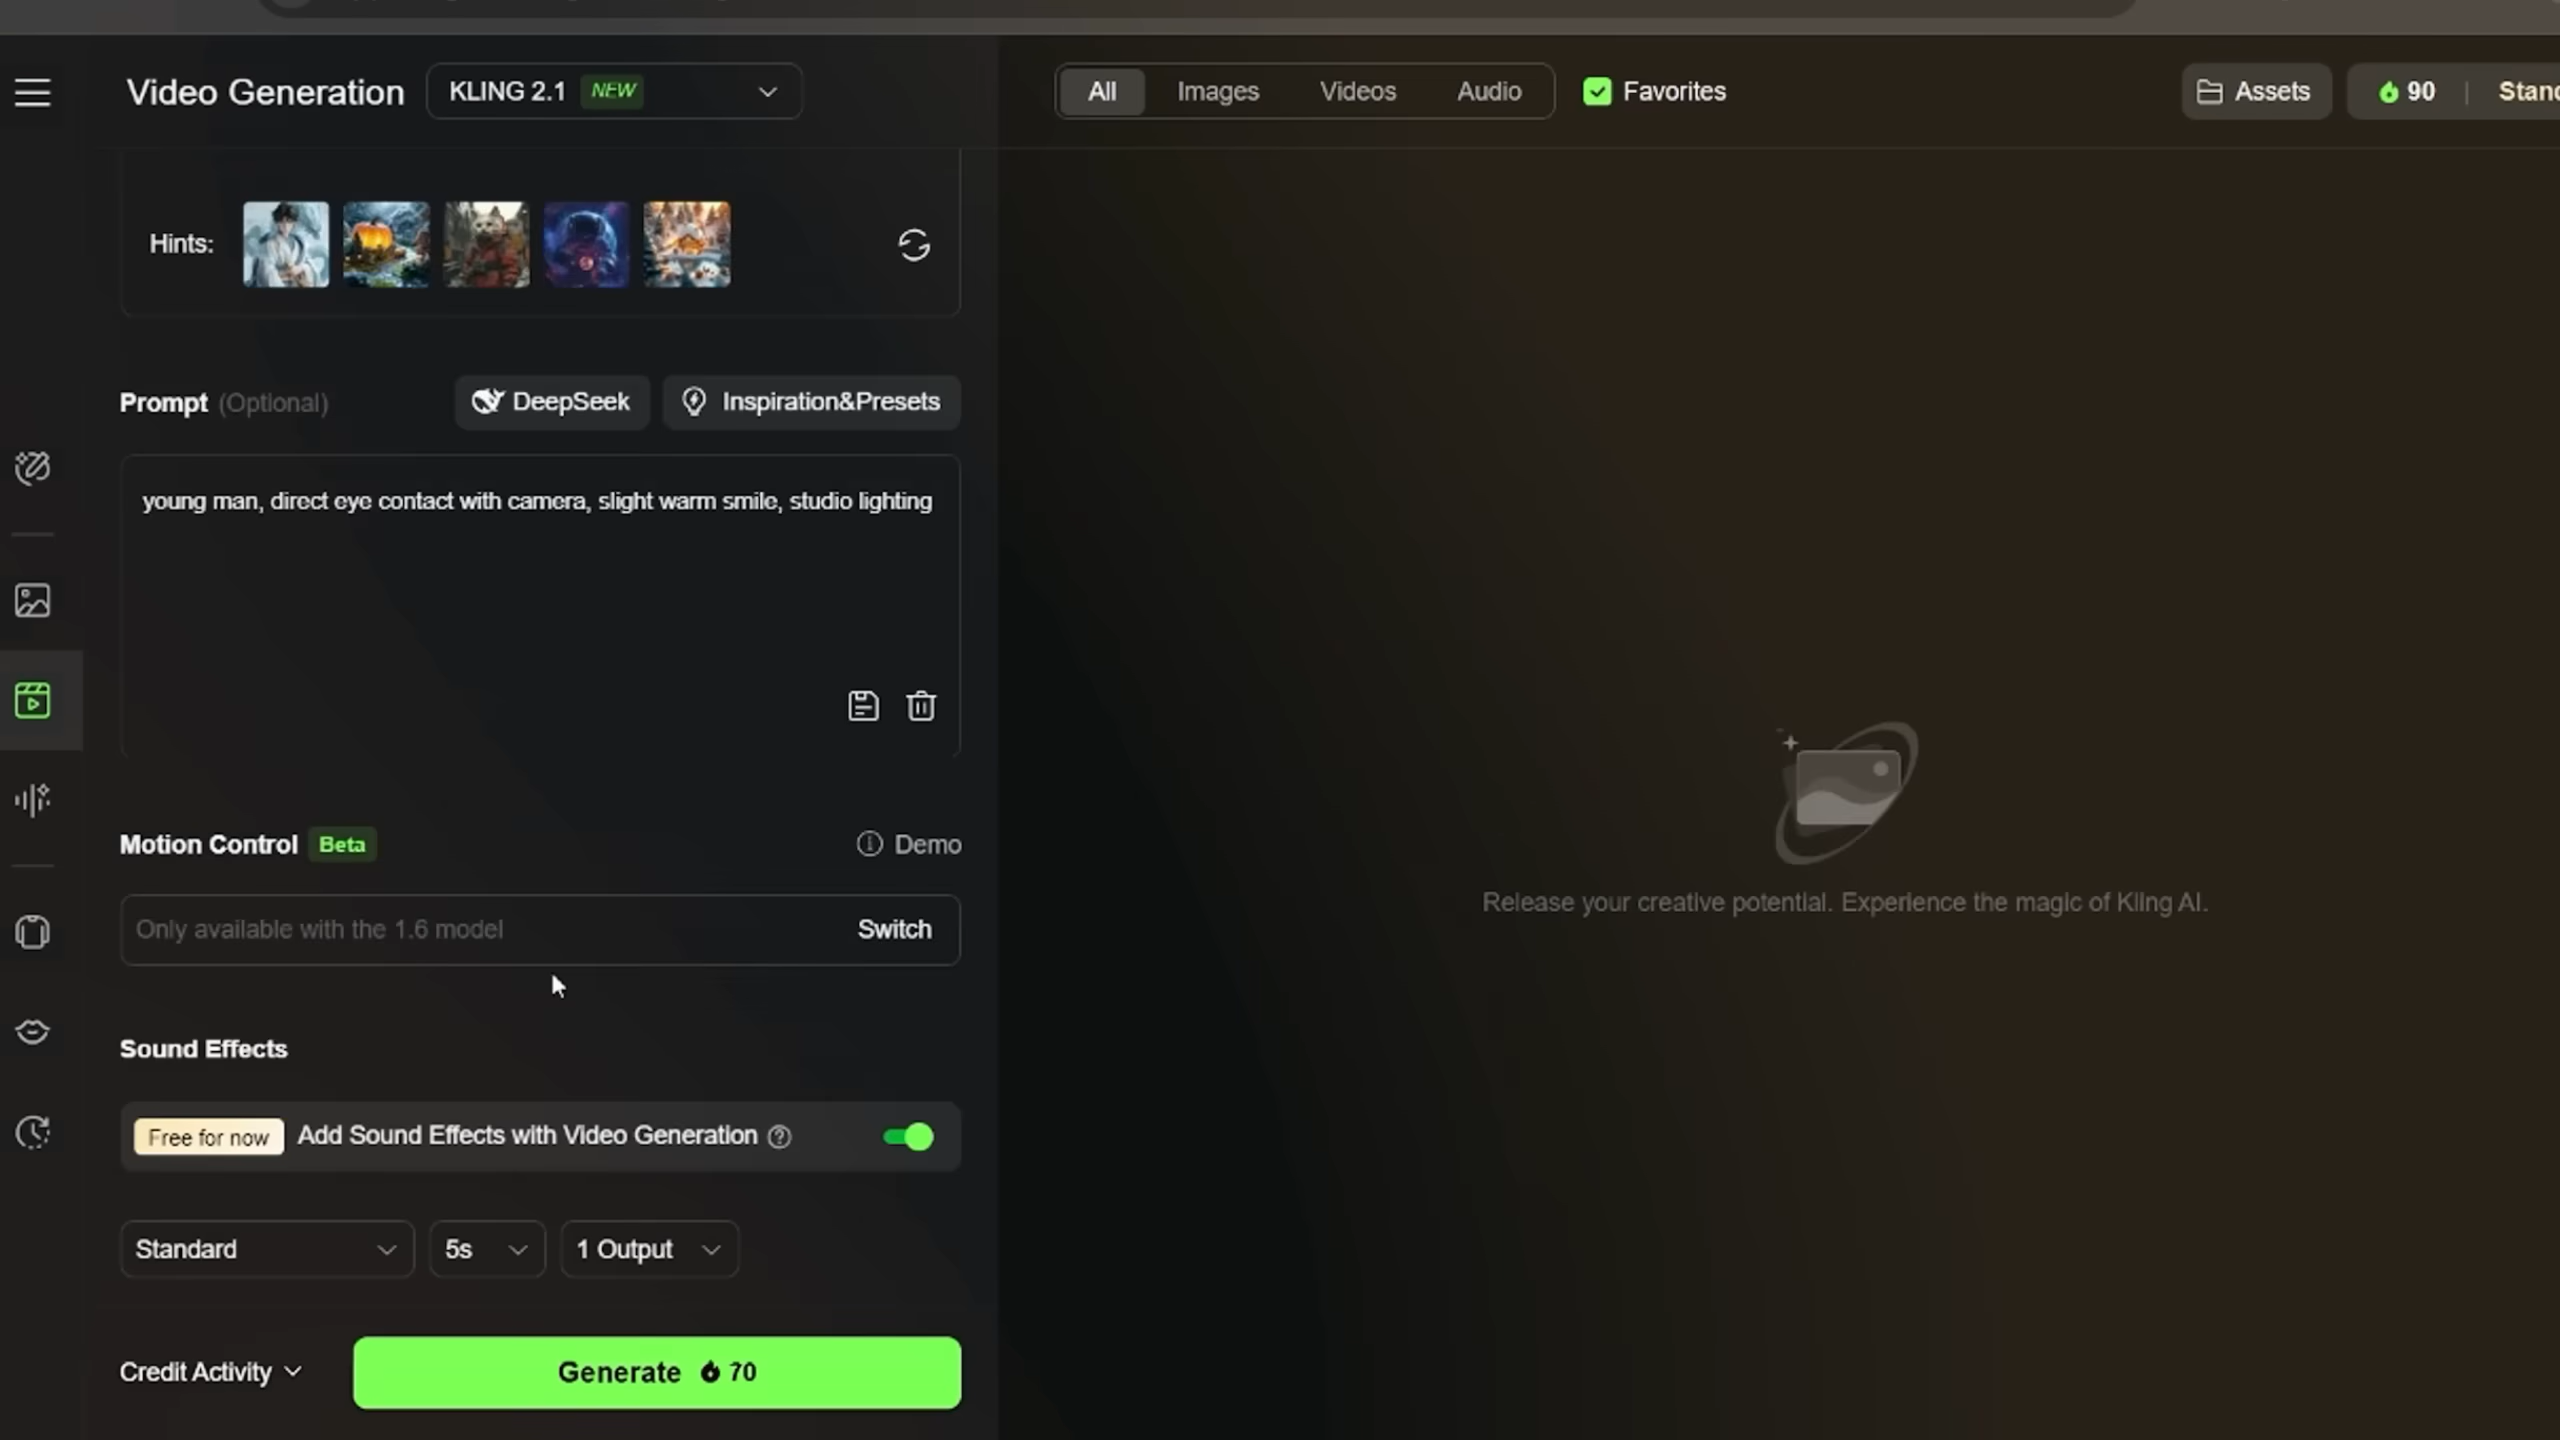 Video Generation
KLING 2.1 NEW
All Images Videos Audio
Favorites
Assets
90
Hints:
Prompt (Optional)
DeepSeek
Inspiration&Presets
young man, direct eye contact with camera, slight warm smile, studio lighting
Motion Control Beta
Demo
Only available with the 1.6 model
Switch
Sound Effects
Free for now Add Sound Effects with Video Generation
Standard
5s
1 Output
Credit Activity
Generate 70
Release your creative potential. Experience the magic of Kling AI.